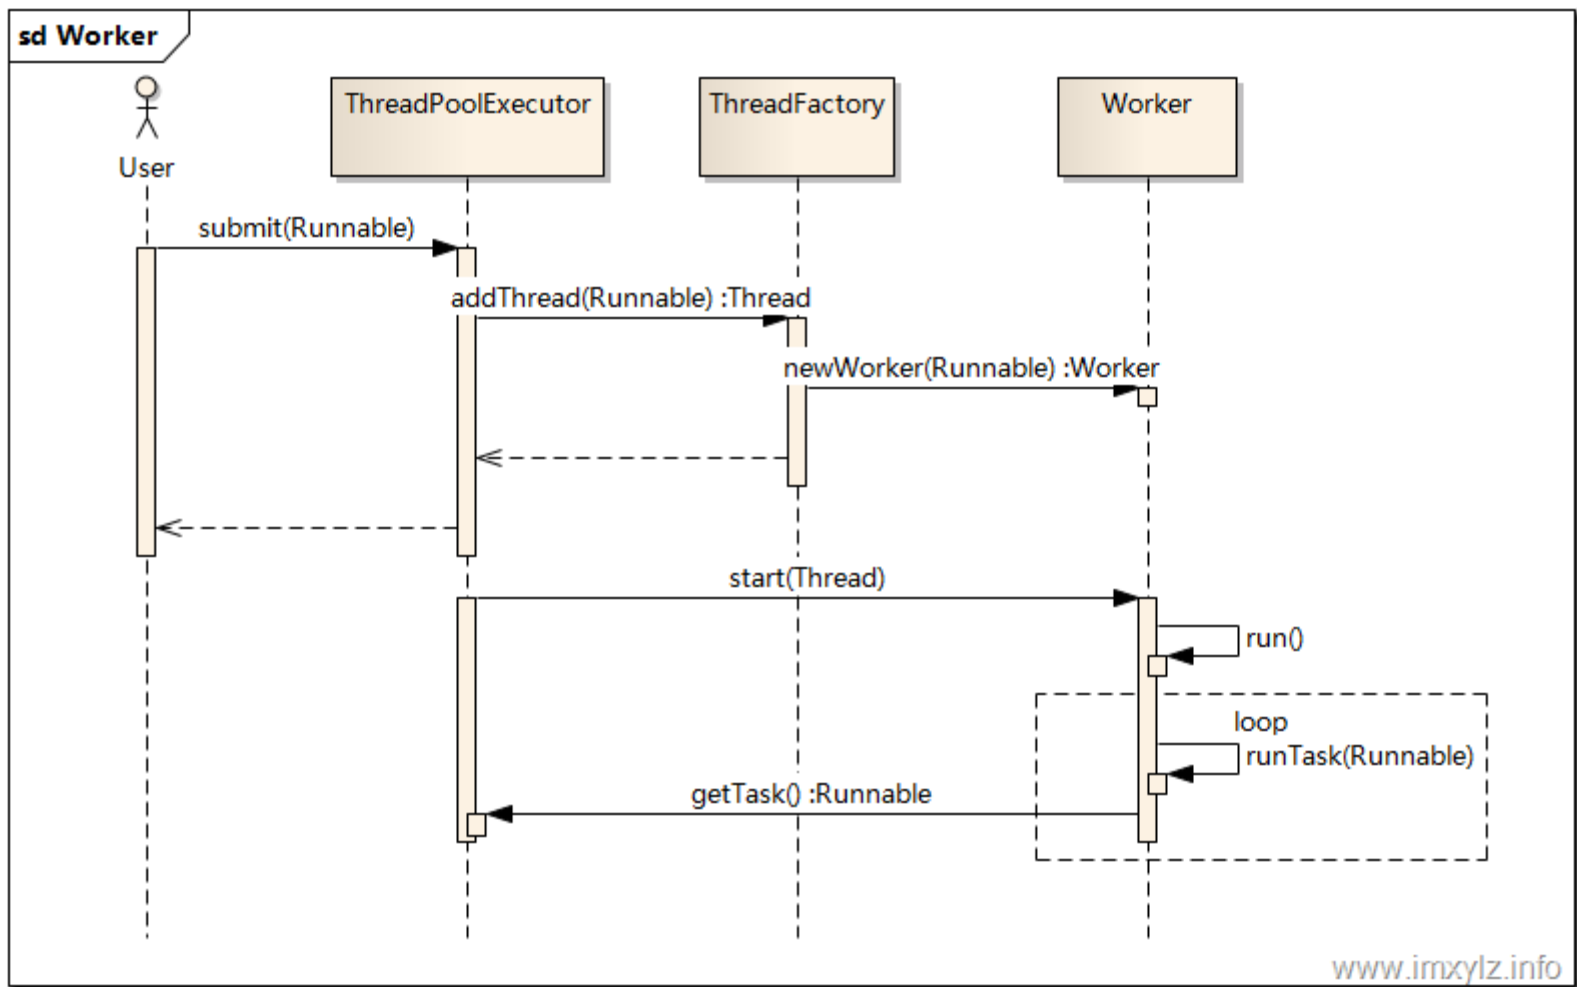 sd Worker
User
ThreadPoolExecutor
ThreadFactory
Worker
submit(Runnable)
addThread(Runnable) :Thread
newWorker(Runnable) :Worker
start(Thread)
run()
loop
runTask(Runnable)
getTask() :Runnable
www.imxylz.info